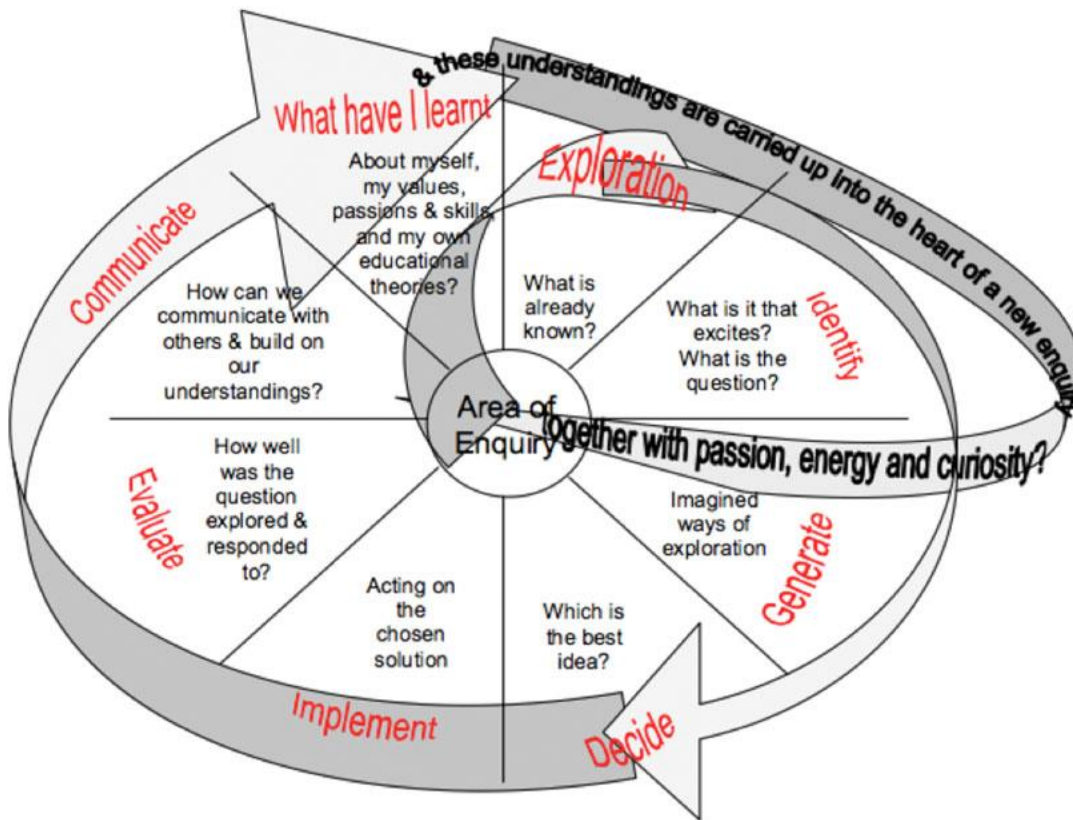 & these understandings are carried up into the heart of a new enquiry
together with passion, energy and curiosity?
Area of
Enquiry
Exploration
What is
already
known?
Identify
What is it that
excites?
What is the
question?
Generate
Imagined
ways of
exploration
Decide
Which is
the best
idea?
Implement
Acting on
the
chosen
solution
Evaluate
How well
was the
question
explored &
responded
to?
Communicate
How can we
communicate with
others & build on
our
understandings?
What have I learnt
About myself,
my values,
passions & skills,
and my own
educational
theories?